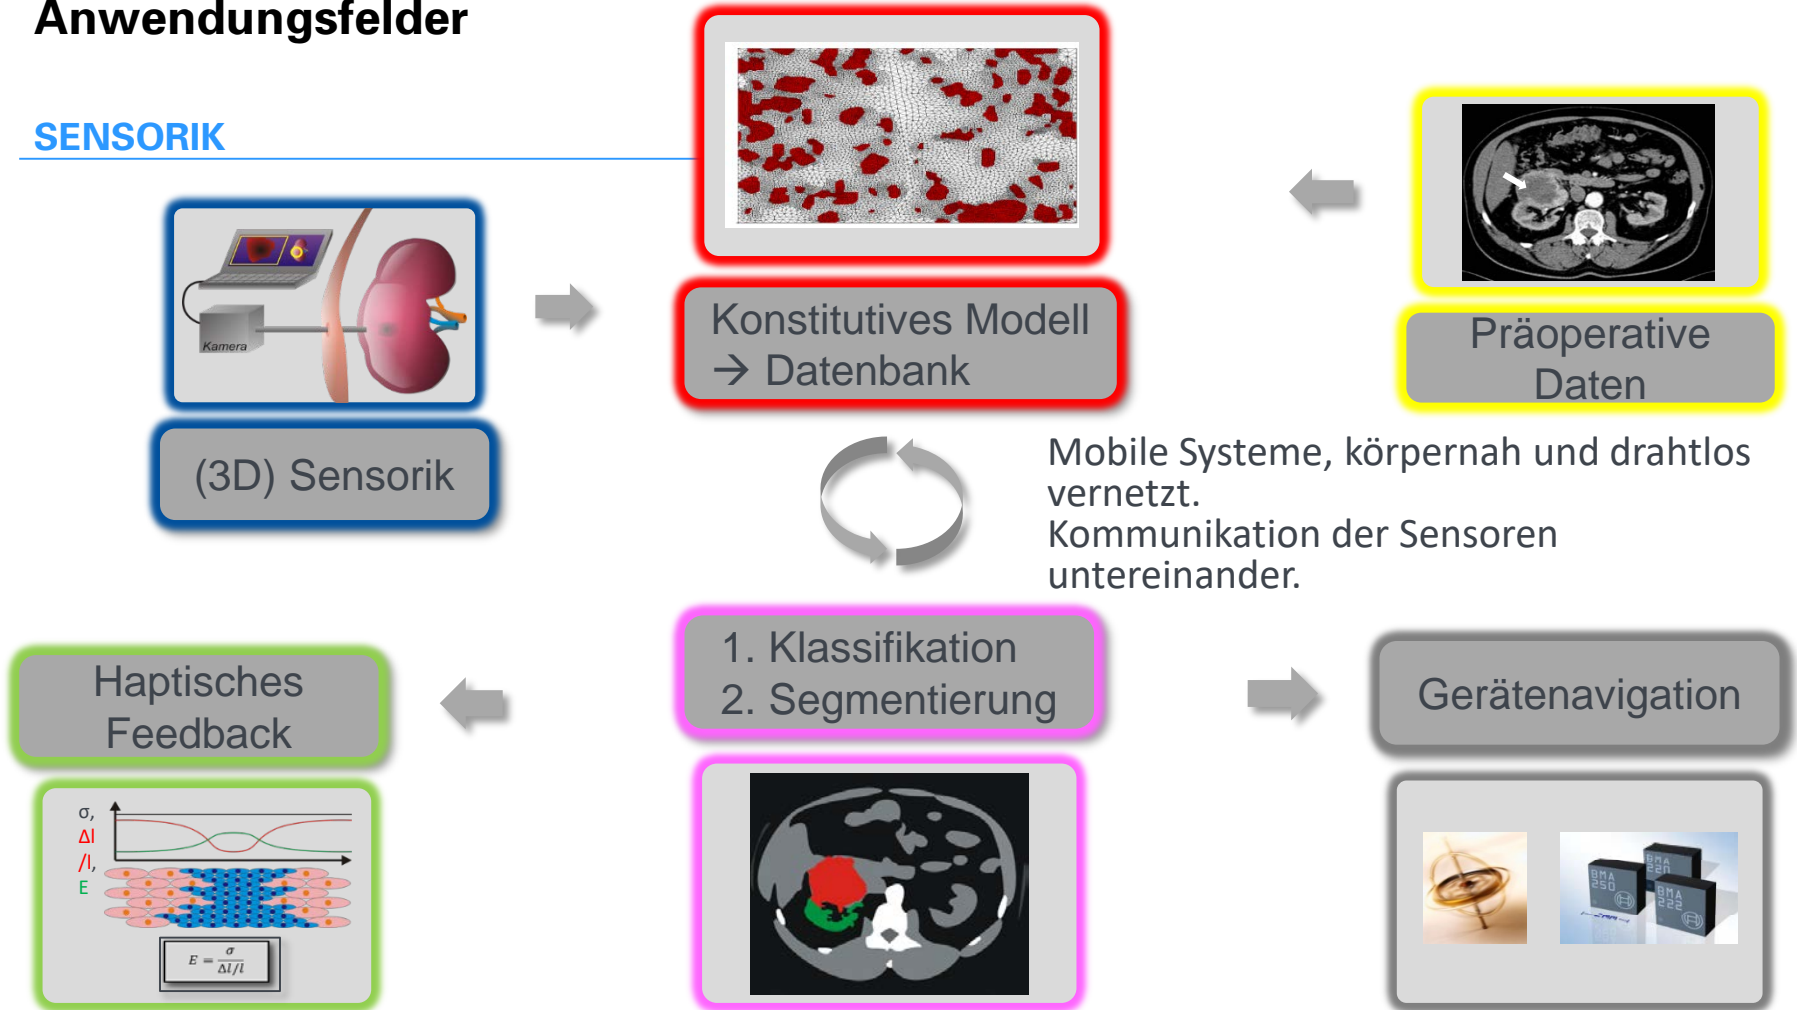 Anwendungsfelder
SENSORIK
Kamera
(3D) Sensorik
Konstitutives Modell
→ Datenbank
Präoperative
Daten
Mobile Systeme, körpernah und drahtlos
vernetzt.
Kommunikation der Sensoren
untereinander.
Haptisches
Feedback
1. Klassifikation
2. Segmentierung
Gerätenavigation
σ,
Δl
/l,
E
E = σ / Δl/l
BMA
250
BMA
220
BMA
222